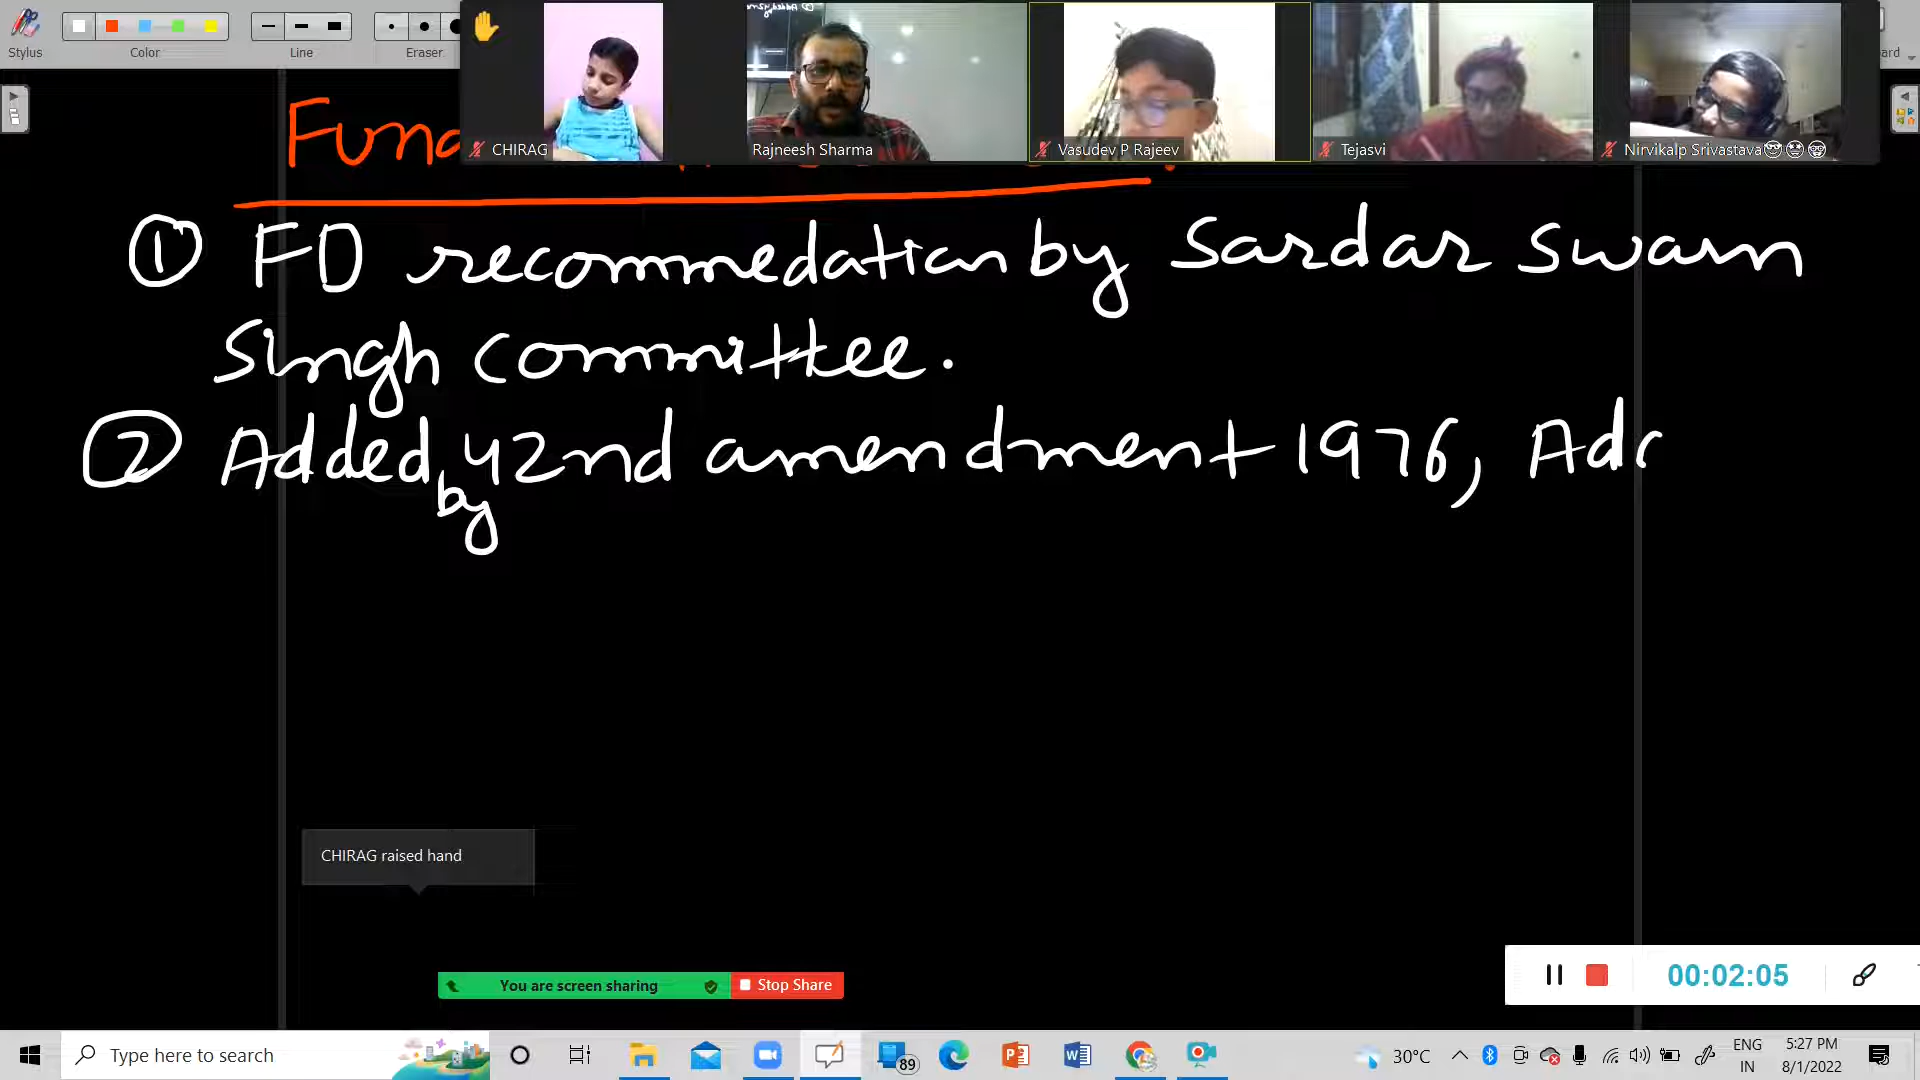 Stylus
Color
Line
Eraser
CHIRAG
Rajneesh Sharma
Vasudev P Rajeev
Tejasvi
Nirvikalp Srivastava😎😎🤓
① FD recommedation by Sardar Swarn
Singh committee.
② Added by 42nd amendment 1976, Add
CHIRAG raised hand
You are screen sharing
Stop Share
00:02:05
Type here to search
89
30°C
ENG
IN
5:27 PM
8/1/2022